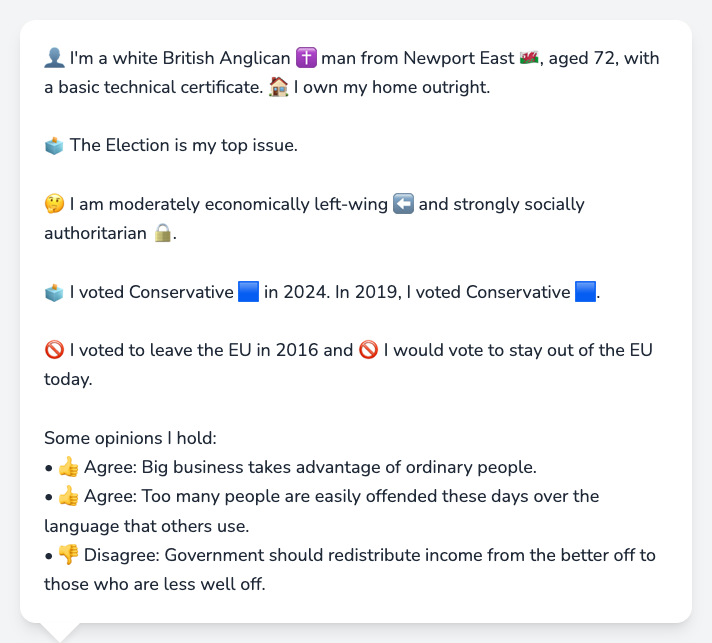 👤 I'm a white British Anglican ✝️ man from Newport East 🏴󠁧󠁢󠁷󠁬󠁳󠁿, aged 72, with
a basic technical certificate. 🏠 I own my home outright.
🗳️ The Election is my top issue.
🤔 I am moderately economically left-wing ⬅️ and strongly socially
authoritarian 🔒.
🗳️ I voted Conservative 🟦 in 2024. In 2019, I voted Conservative 🟦.
🚫 I voted to leave the EU in 2016 and 🚫 I would vote to stay out of the EU
today.
Some opinions I hold:
• 👍 Agree: Big business takes advantage of ordinary people.
• 👍 Agree: Too many people are easily offended these days over the
language that others use.
• 👎 Disagree: Government should redistribute income from the better off to
those who are less well off.